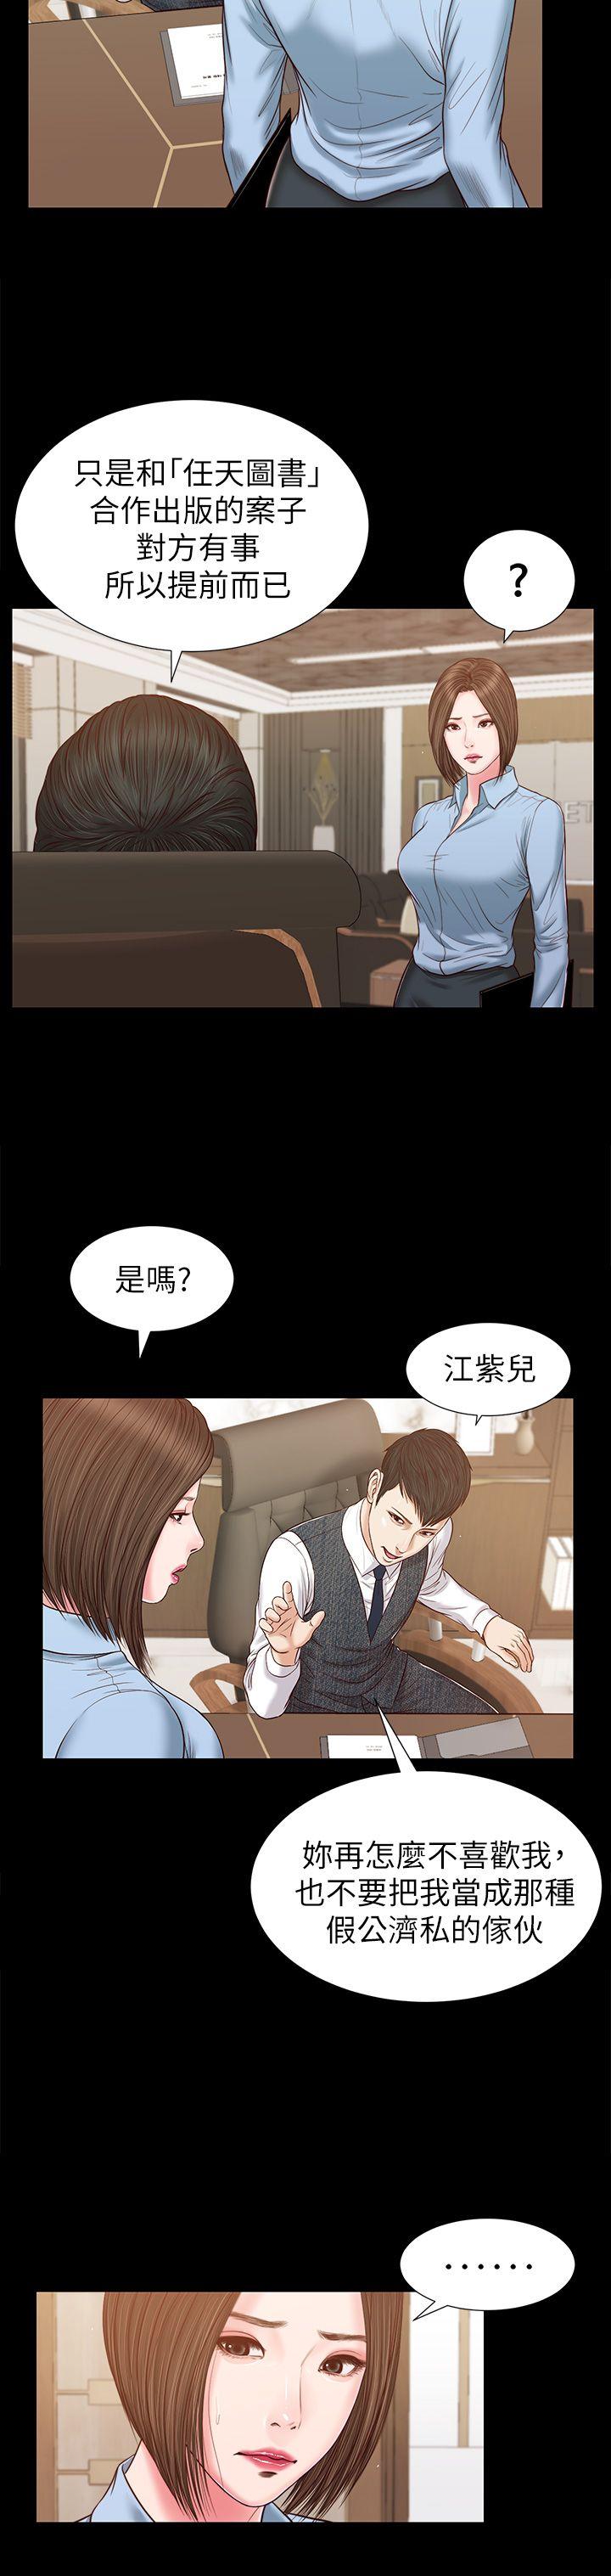 只是和「任天圖書」
合作出版的案子
對方有事
所以提前而已
?
ET
是嗎?
江紫兒
妳再怎麼不喜歡我,
也不要把我當成那種
假公濟私的傢伙
······